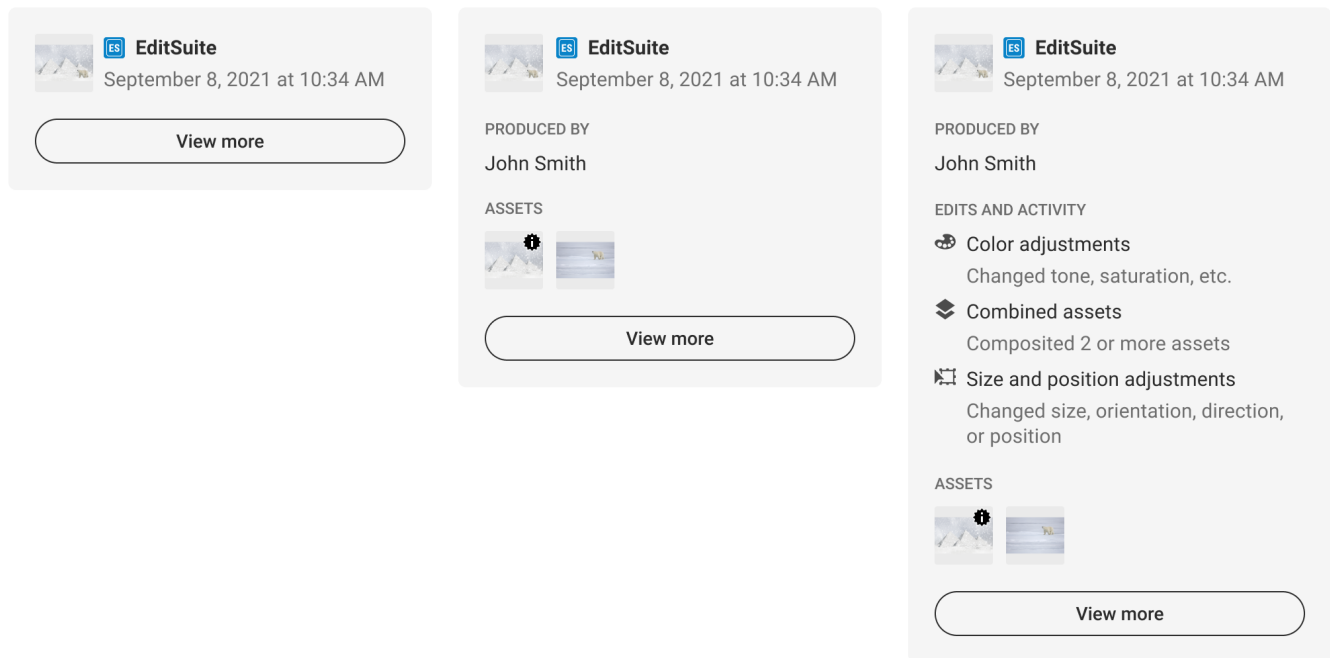 ES EditSuite
September 8, 2021 at 10:34 AM
View more
ES EditSuite
September 8, 2021 at 10:34 AM
PRODUCED BY
John Smith
ASSETS
View more
ES EditSuite
September 8, 2021 at 10:34 AM
PRODUCED BY
John Smith
EDITS AND ACTIVITY
Color adjustments
Changed tone, saturation, etc.
Combined assets
Composited 2 or more assets
Size and position adjustments
Changed size, orientation, direction,
or position
ASSETS
View more